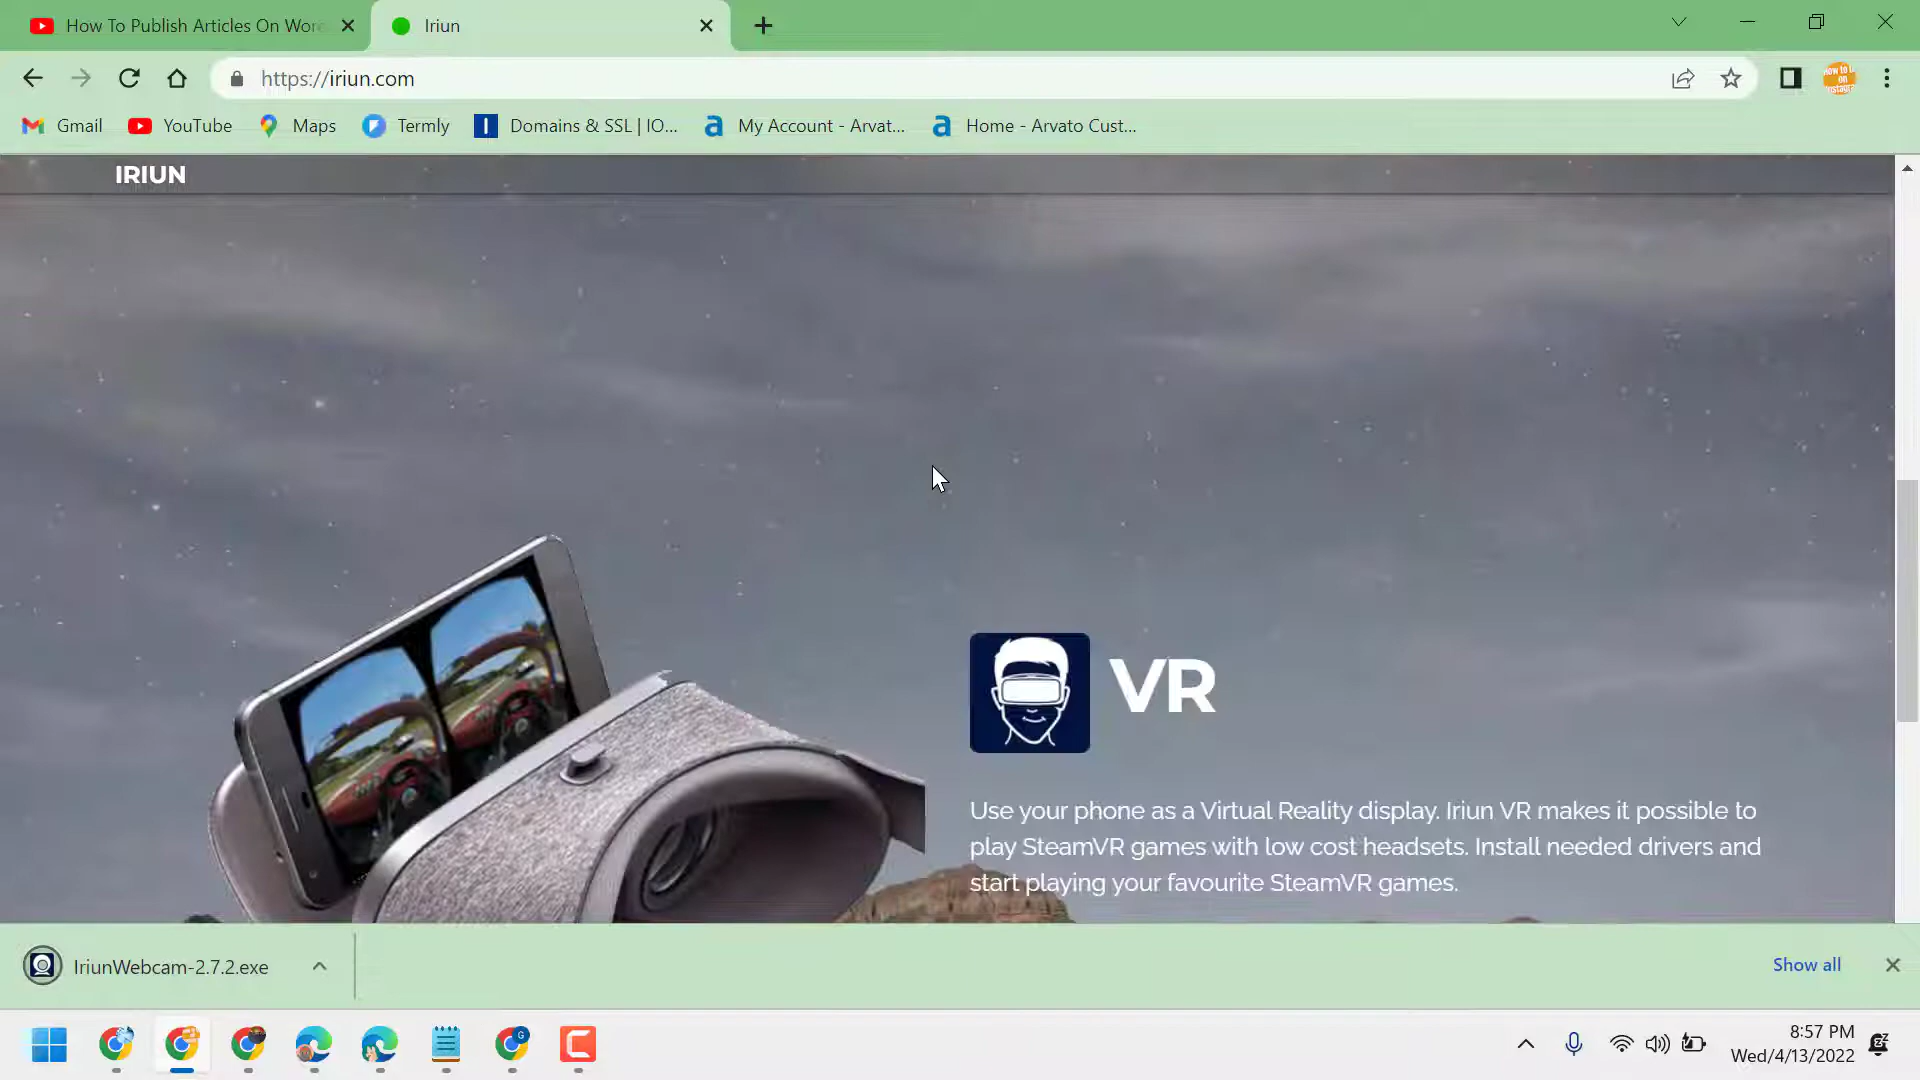 How To Publish Articles On Wor
Iriun
https://iriun.com
Gmail
YouTube
Maps
Termly
Domains & SSL | IO...
My Account - Arvat...
Home - Arvato Cust...
IRIUN
VR
Use your phone as a Virtual Reality display. Iriun VR makes it possible to
play SteamVR games with low cost headsets. Install needed drivers and
start playing your favourite SteamVR games.
IriunWebcam-2.7.2.exe
Show all
8:57 PM
Wed/4/13/2022